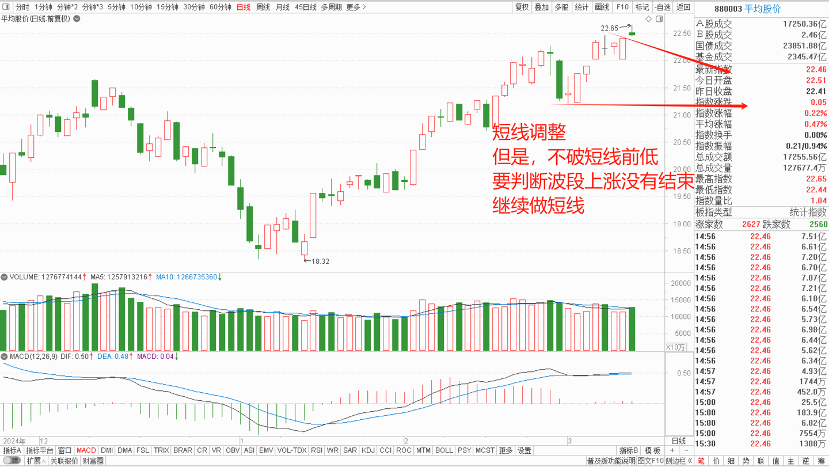 分时 1分钟 分钟*2 分钟*3 5分钟 10分钟 15分钟 30分钟 60分钟 日线 周线 月线 45日线 多周期 更多>
复权 叠加 多股 统计 画线 F10 标记 -自选 返回
880003 平均股价
平均股价(日线.前复权)
22.65
22.50
22.00
21.50
21.00
20.50
20.00
19.50
19.00
18.50
18.32
短线调整
但是，不破短线前低
要判断波段上涨没有结束
继续做短线
A股成交 17258.36亿
B股成交 2.46亿
国债成交 23851.08亿
基金成交 2345.47亿
最新指数 22.46
今日开盘 22.51
昨日收盘 22.41
指数涨跌 0.05
指数涨幅 0.22%
平均涨幅 0.47%
指数换手 0.00%
指数振幅 0.21/0.94%
总成交额 17255.56亿
总成交量 127677.4万
最高指数 22.65
最低指数 22.44
指数量比 1.04
板指类型 统计指数
涨家数 2627 跌家数 2560
14:56 22.46 7.51亿
14:56 22.46 6.61亿
14:56 22.46 7.20亿
14:56 22.46 6.70亿
14:56 22.46 7.07亿
14:56 22.46 7.21亿
14:56 22.46 6.18亿
14:56 22.46 6.54亿
14:56 22.46 5.73亿
14:56 22.46 6.98亿
14:56 22.46 6.44亿
14:56 22.46 5.62亿
14:56 22.46 6.34亿
14:57 22.46 4.93亿
14:57 22.46 1744万
14:57 22.46 452.0万
15:00 22.46 25.5亿
15:00 22.46 183.9亿
15:00 22.46 6.02亿
15:00 22.46 7554万
15:30 22.46 1308万
VOLUME: 1276774144↑ MA5: 1257913216↑ MA10: 1266735360↓
20000
15000
10000
5000
X10万
MACD(12,26,9) DIF: 0.50↑ DEA: 0.48↑ MACD: 0.04↓
0.50
2024年 12 1 2 3 日线
指标A 指标平台 窗口 MACD DMI DMA FSL TRIX BRAR CR VR OBV ASI EMV VOL-TDX RSI WR SAR KDJ CCI ROC MTM BOLL PSY MCST 更多 设置 指标B 模板
扩展 关联报价 财富圈 普及版功能说明 图文F10 侧边栏 笔 价 细 势 联 值 主 逆 筹